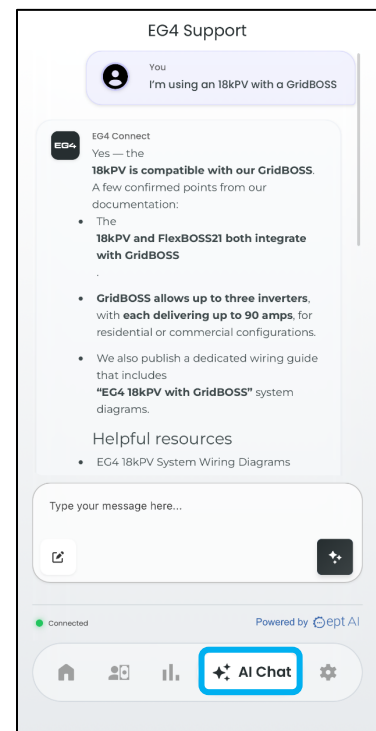 EG4 Support
You
I'm using an 18kPV with a GridBOSS
EG4
EG4 Connect
Yes — the
18kPV is compatible with our GridBOSS.
A few confirmed points from our
documentation:
• The
18kPV and FlexBOSS21 both integrate
with GridBOSS
.
• GridBOSS allows up to three inverters,
with each delivering up to 90 amps, for
residential or commercial configurations.
• We also publish a dedicated wiring guide
that includes
"EG4 18kPV with GridBOSS" system
diagrams.
Helpful resources
• EG4 18kPV System Wiring Diagrams
Type your message here...
Connected
Powered by ept AI
AI Chat